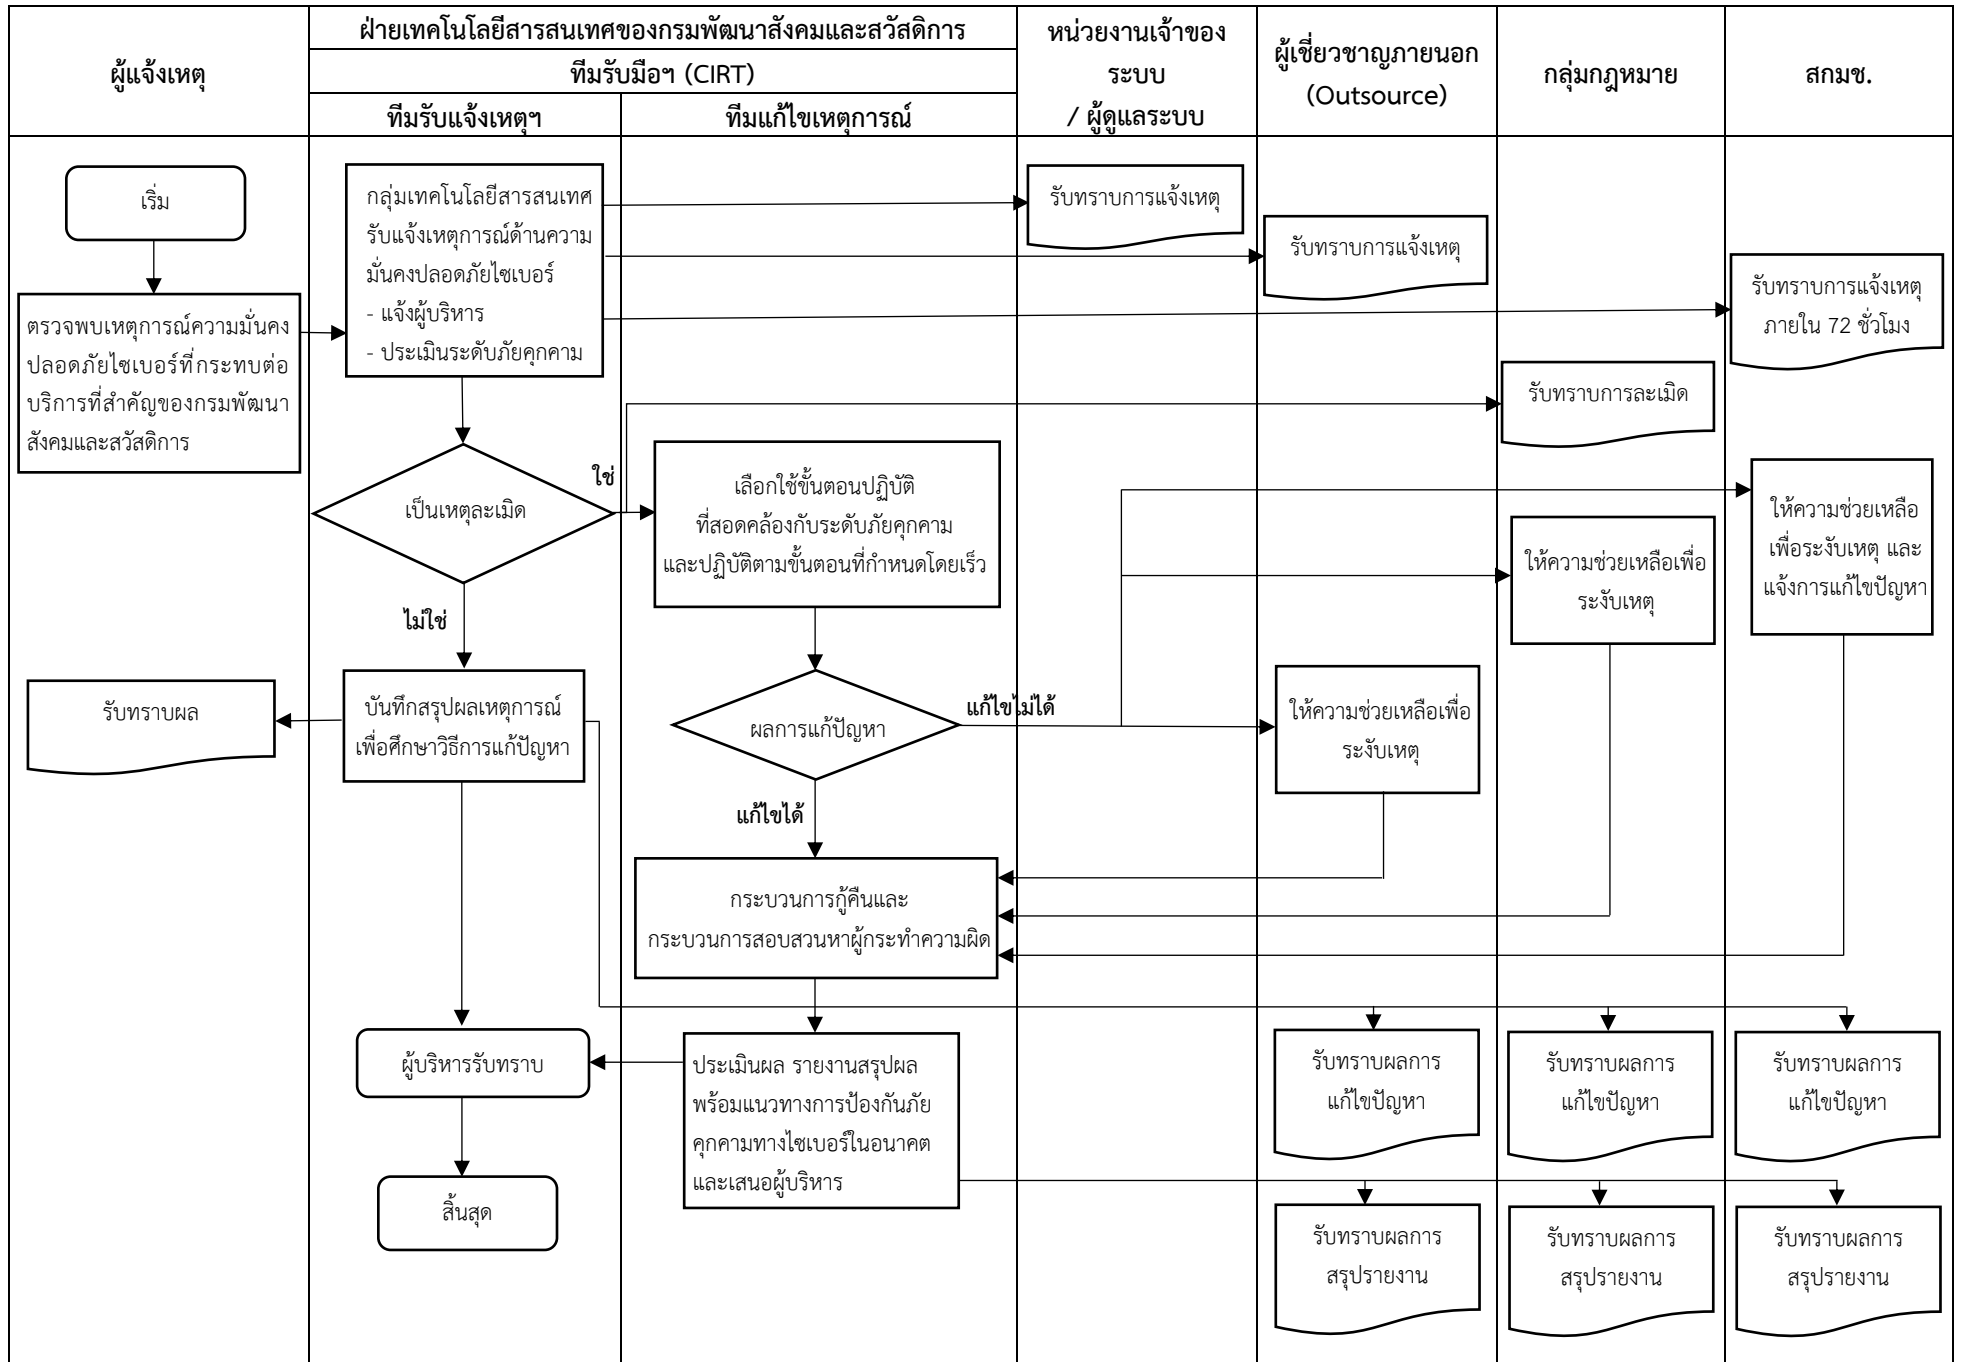 ผู้แจ้งเหตุ
ฝ่ายเทคโนโลยีสารสนเทศของกรมพัฒนาสังคมและสวัสดิการ
ทีมรับมือฯ (CIRT)
ทีมรับแจ้งเหตุฯ
ทีมแก้ไขเหตุการณ์
หน่วยงานเจ้าของ
ระบบ
/ ผู้ดูแลระบบ
ผู้เชี่ยวชาญภายนอก
(Outsource)
กลุ่มกฎหมาย
สกมช.
เริ่ม
ตรวจพบเหตุการณ์ความมั่นคง
ปลอดภัยไซเบอร์ที่กระทบต่อ
บริการที่สำคัญของกรมพัฒนา
สังคมและสวัสดิการ
กลุ่มเทคโนโลยีสารสนเทศ
รับแจ้งเหตุการณ์ด้านความ
มั่นคงปลอดภัยไซเบอร์
- แจ้งผู้บริหาร
- ประเมินระดับภัยคุกคาม
รับทราบการแจ้งเหตุ
รับทราบการแจ้งเหตุ
รับทราบการแจ้งเหตุ
ภายใน 72 ชั่วโมง
รับทราบการละเมิด
เป็นเหตุละเมิด
ใช่
ไม่ใช่
เลือกใช้ขั้นตอนปฏิบัติ
ที่สอดคล้องกับระดับภัยคุกคาม
และปฏิบัติตามขั้นตอนที่กำหนดโดยเร็ว
ให้ความช่วยเหลือ
เพื่อระงับเหตุ และ
แจ้งการแก้ไขปัญหา
ให้ความช่วยเหลือเพื่อ
ระงับเหตุ
รับทราบผล
บันทึกสรุปผลเหตุการณ์
เพื่อศึกษาวิธีการแก้ปัญหา
ผลการแก้ปัญหา
แก้ไขไม่ได้
แก้ไขได้
ให้ความช่วยเหลือเพื่อ
ระงับเหตุ
กระบวนการกู้คืนและ
กระบวนการสอบสวนหาผู้กระทำความผิด
ผู้บริหารรับทราบ
ประเมินผล รายงานสรุปผล
พร้อมแนวทางการป้องกันภัย
คุกคามทางไซเบอร์ในอนาคต
และเสนอผู้บริหาร
รับทราบผลการ
แก้ไขปัญหา
รับทราบผลการ
แก้ไขปัญหา
รับทราบผลการ
แก้ไขปัญหา
สิ้นสุด
รับทราบผลการ
สรุปรายงาน
รับทราบผลการ
สรุปรายงาน
รับทราบผลการ
สรุปรายงาน